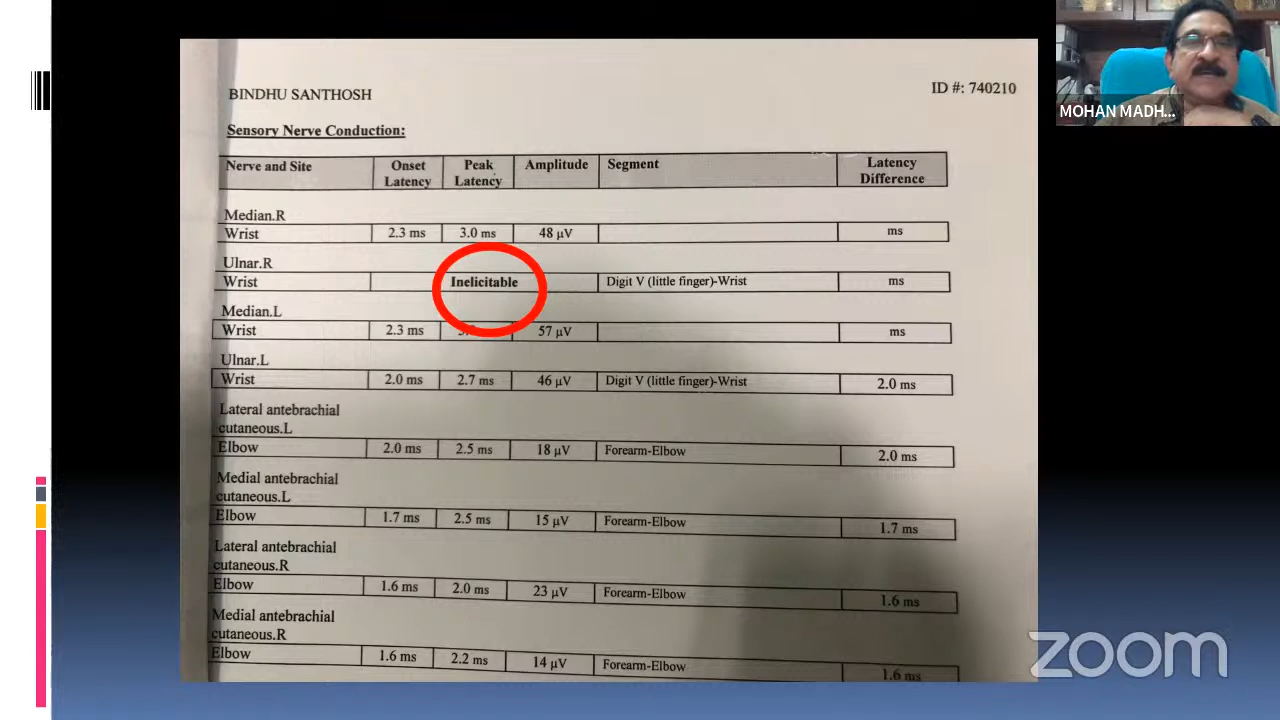 BINDHU SANTHOSH
ID #: 740210
MOHAN MADH...
Sensory Nerve Conduction:
Nerve and Site Onset Latency Peak Latency Amplitude Segment Latency Difference
Median.R
Wrist 2.3 ms 3.0 ms 48 µV ms
Ulnar.R
Wrist Inelicitable Digit V (little finger)-Wrist ms
Median.L
Wrist 2.3 ms 57 µV ms
Ulnar.L
Wrist 2.0 ms 2.7 ms 46 µV Digit V (little finger)-Wrist 2.0 ms
Lateral antebrachial
cutaneous.L
Elbow 2.0 ms 2.5 ms 18 µV Forearm-Elbow 2.0 ms
Medial antebrachial
cutaneous.L
Elbow 1.7 ms 2.5 ms 15 µV Forearm-Elbow 1.7 ms
Lateral antebrachial
cutaneous.R
Elbow 1.6 ms 2.0 ms 23 µV Forearm-Elbow 1.6 ms
Medial antebrachial
cutaneous.R
Elbow 1.6 ms 2.2 ms 14 µV Forearm-Elbow 1.6 ms
zoom